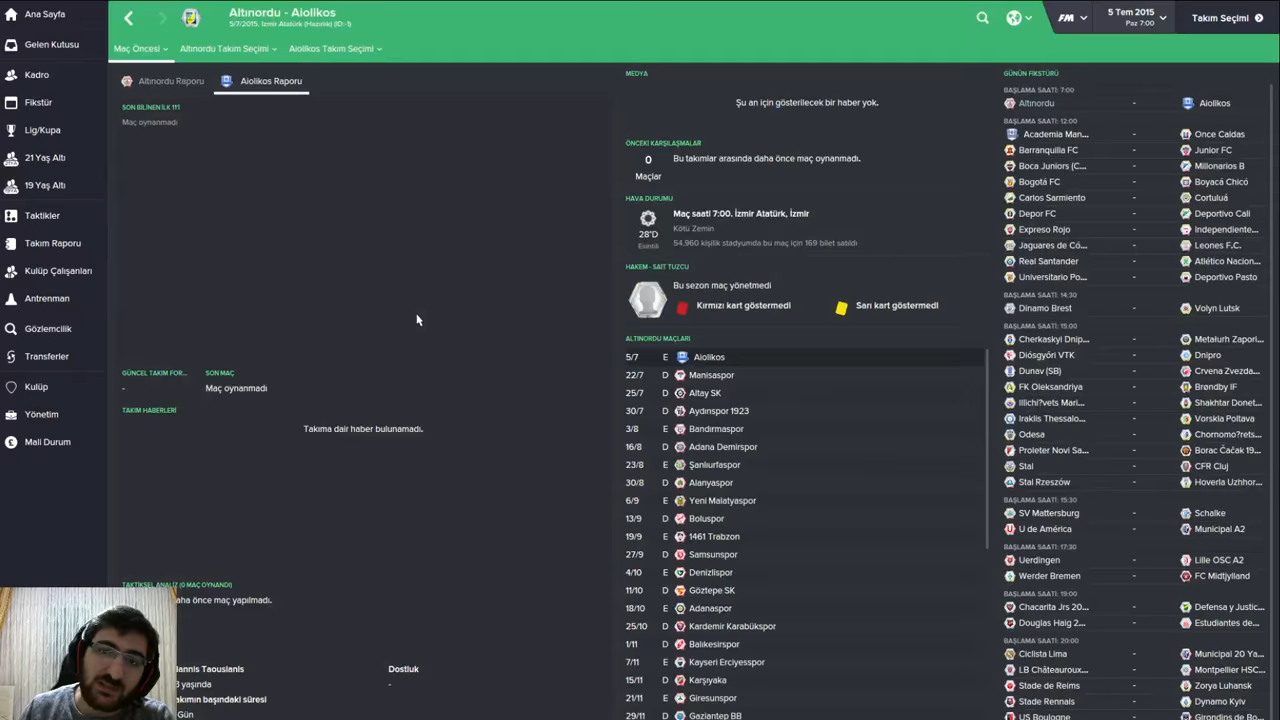 Ana Sayfa
Gelen Kutusu
Kadro
Fikstür
Lig/Kupa
21 Yaş Altı
19 Yaş Altı
Taktikler
Takım Raporu
Kulüp Çalışanları
Antrenman
Gözlemcilik
Transferler
Kulüp
Yönetim
Mali Durum
Altınordu - Aiolikos
5/7/2015, İzmir Atatürk (Hazırlık) (ID:-1)
FM
5 Tem 2015
Paz 7:00
Takım Seçimi
Maç Öncesi
Altınordu Takım Seçimi
Aiolikos Takım Seçimi
Altınordu Raporu
Aiolikos Raporu
SON BİLİNEN İLK 11'İ
Maç oynanmadı
GÜNCEL TAKIM FOR...
-
SON MAÇ
Maç oynanmadı
TAKIM HABERLERİ
Takıma dair haber bulunamadı.
TAKTİKSEL ANALİZ (0 MAÇ OYNANDI)
daha önce maç yapılmadı.
Iannis Taousianis
yaşında
akımın başındaki süresi
Gün
Dostluk
-
MEDYA
Şu an için gösterilecek bir haber yok.
ÖNCEKİ KARŞILAŞMALAR
0
Maçlar
Bu takımlar arasında daha önce maç oynanmadı.
HAVA DURUMU
28°D
Esintili
Maç saati 7:00. İzmir Atatürk, İzmir
Kötü Zemin
54,960 kişilik stadyumda bu maç için 169 bilet satıldı
HAKEM - SAİT TUZCU
Bu sezon maç yönetmedi
Kırmızı kart göstermedi
Sarı kart göstermedi
ALTINORDU MAÇLARI
5/7 E Aiolikos
22/7 D Manisaspor
25/7 D Altay SK
30/7 D Aydınspor 1923
3/8 E Bandırmaspor
16/8 D Adana Demirspor
23/8 E Şanlıurfaspor
30/8 D Alanyaspor
6/9 E Yeni Malatyaspor
13/9 D Boluspor
19/9 E 1461 Trabzon
27/9 D Samsunspor
4/10 E Denizlispor
11/10 D Göztepe SK
18/10 E Adanaspor
25/10 D Kardemir Karabükspor
1/11 D Balıkesirspor
7/11 E Kayseri Erciyesspor
15/11 D Karşıyaka
21/11 E Giresunspor
29/11 D Gaziantep BB
GÜNÜN FİKSTÜRÜ
BAŞLAMA SAATİ: 7:00
Altınordu - Aiolikos
BAŞLAMA SAATİ: 12:00
Academia Man... - Once Caldas
Barranquilla FC - Junior FC
Boca Juniors (C... - Millonarios B
Bogotá FC - Boyacá Chicó
Carlos Sarmiento - Cortuluá
Depor FC - Deportivo Cali
Expreso Rojo - Independiente...
Jaguares de Có... - Leones F.C.
Real Santander - Atlético Nacion...
Universitario Po... - Deportivo Pasto
BAŞLAMA SAATİ: 14:30
Dinamo Brest - Volyn Lutsk
BAŞLAMA SAATİ: 15:00
Cherkaskyi Dnip... - Metalurh Zapori...
Diósgyőri VTK - Dnipro
Dunav (SB) - Crvena Zvezda...
FK Oleksandriya - Brøndby IF
Illichi?vets Mari... - Shakhtar Donet...
Iraklis Thessalo... - Vorskla Poltava
Odesa - Chornomo?rets...
Proleter Novi Sa... - Borac Čačak 19...
Stal - CFR Cluj
Stal Rzeszów - Hoverla Uzhhor...
BAŞLAMA SAATİ: 15:30
SV Mattersburg - Schalke
U de América - Municipal A2
BAŞLAMA SAATİ: 17:30
Uerdingen - Lille OSC A2
Werder Bremen - FC Midtjylland
BAŞLAMA SAATİ: 19:00
Chacarita Jrs 20... - Defensa y Justic...
Douglas Haig 2... - Estudiantes de...
BAŞLAMA SAATİ: 20:00
Ciclista Lima - Municipal 20 Ya...
LB Châteauroux... - Montpellier HSC...
Stade de Reims - Zorya Luhansk
Stade Rennais - Dynamo Kyiv
US Boulogne - Girondins de Bo...